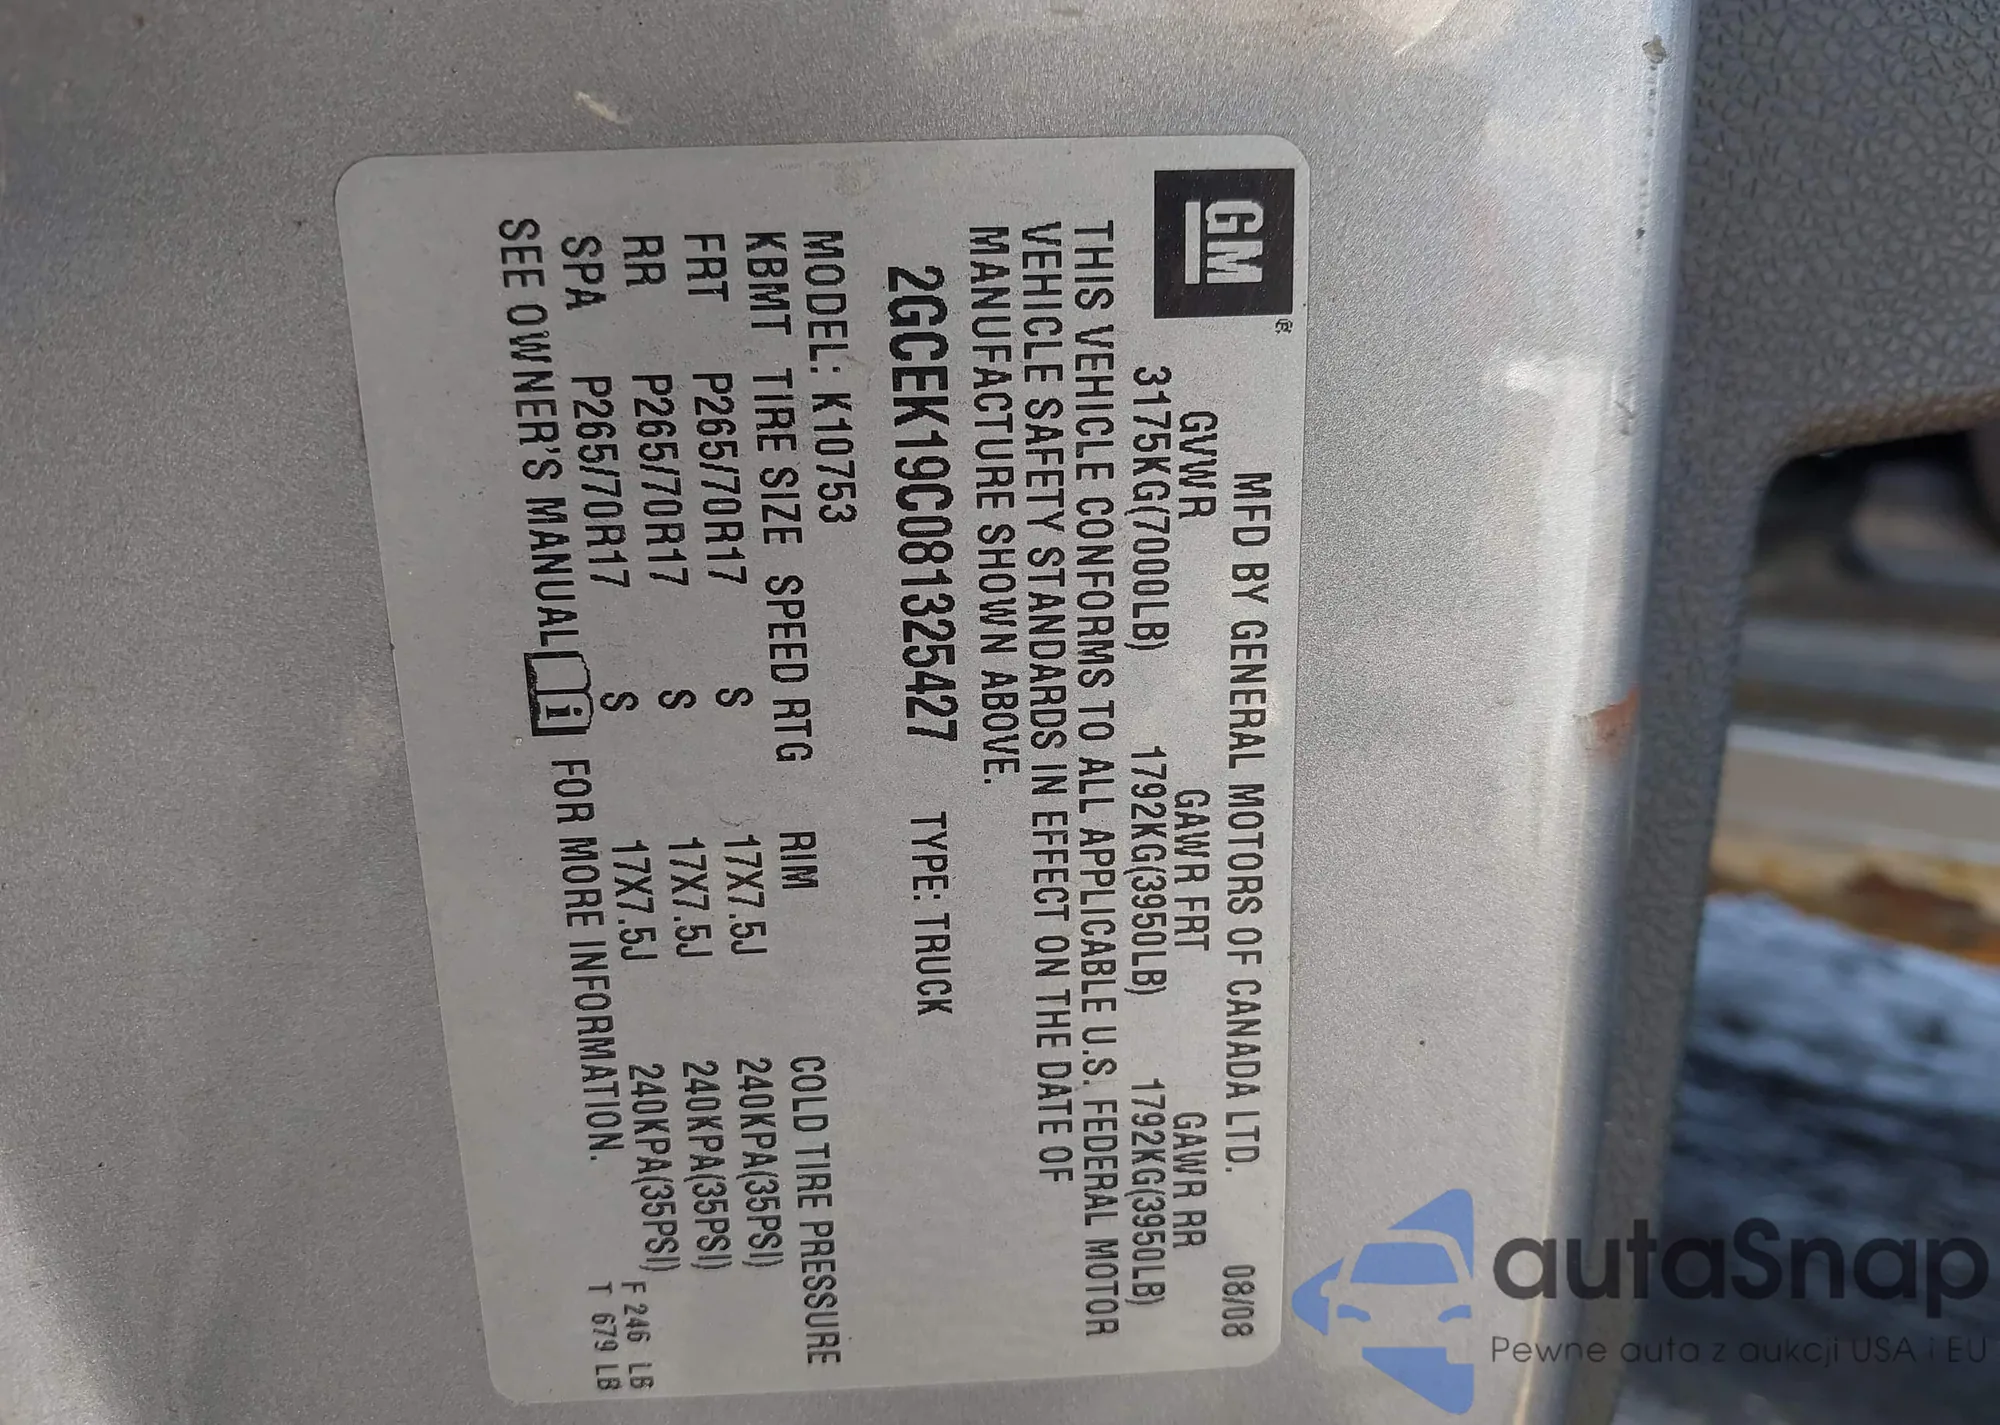 GM
MFD BY GENERAL MOTORS OF CANADA LTD. 08/08
GVWR GAWR FRT GAWR RR
3175KG(7000LB) 1792KG(3950LB) 1792KG(3950LB)
THIS VEHICLE CONFORMS TO ALL APPLICABLE U.S. FEDERAL MOTOR
VEHICLE SAFETY STANDARDS IN EFFECT ON THE DATE OF
MANUFACTURE SHOWN ABOVE.
2GCEK19C081325427 TYPE: TRUCK
MODEL: K10753
KBMT TIRE SIZE SPEED RTG RIM COLD TIRE PRESSURE
FRT P265/70R17 S 17X7.5J 240KPA(35PSI)
RR P265/70R17 S 17X7.5J 240KPA(35PSI)
SPA P265/70R17 S 17X7.5J 240KPA(35PSI)
SEE OWNER'S MANUAL i FOR MORE INFORMATION.
F 246 LB
T 679 LB
autaSnap
Pewne auta z aukcji USA i EU